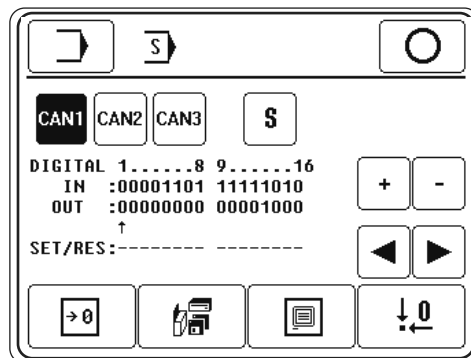 S
CAN1 CAN2 CAN3 S
DIGITAL 1......8 9......16
IN :00001101 11111010
OUT :00000000 00001000
↑
SET/RES:-------- --------
+ -
→0
0